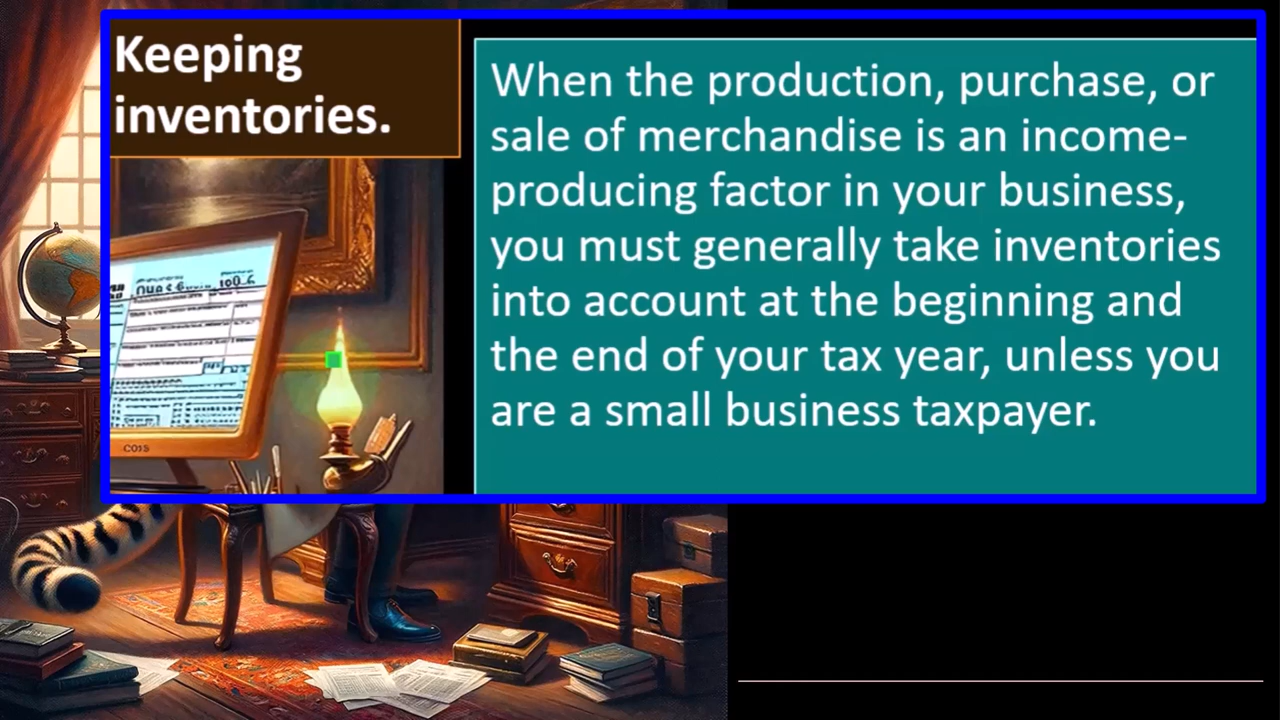 Keeping
inventories.
When the production, purchase, or
sale of merchandise is an income-
producing factor in your business,
you must generally take inventories
into account at the beginning and
the end of your tax year, unless you
are a small business taxpayer.